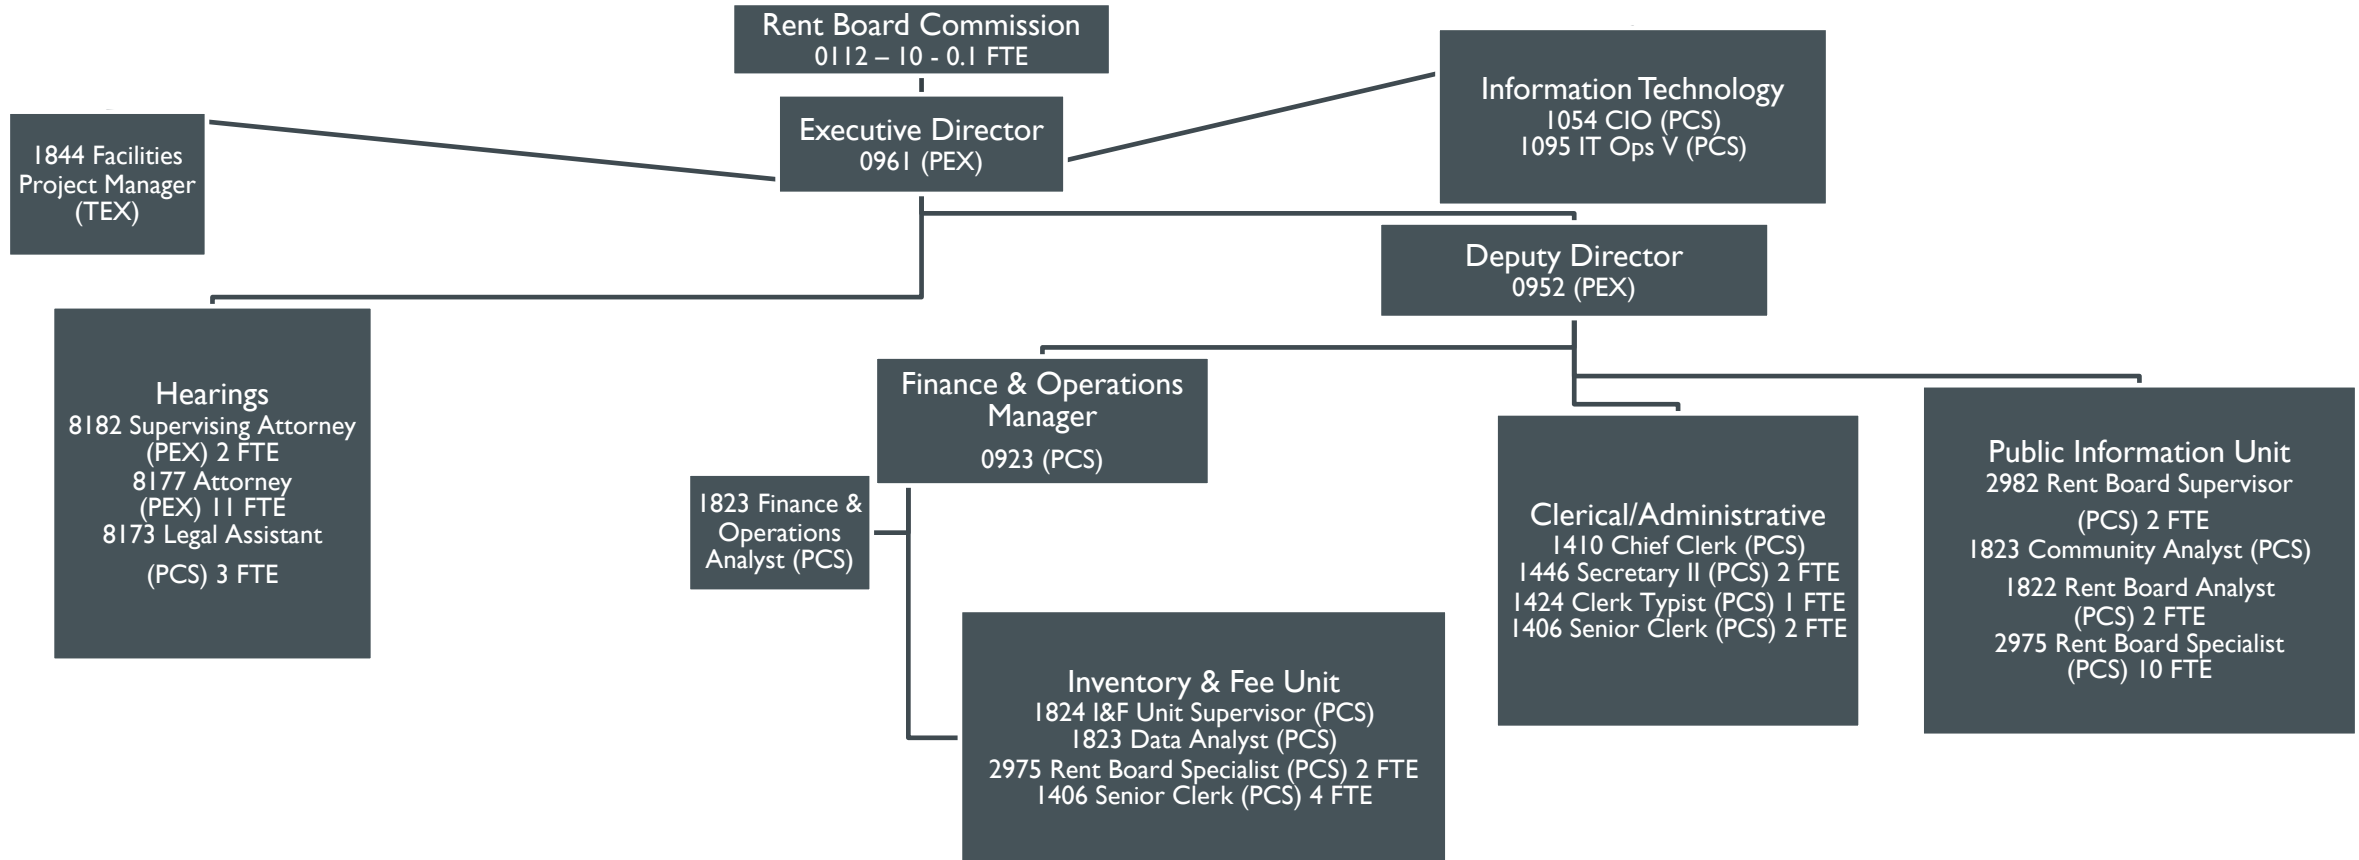 Rent Board Commission
0112 – 10 - 0.1 FTE
Executive Director
0961 (PEX)
Information Technology
1054 CIO (PCS)
1095 IT Ops V (PCS)
1844 Facilities
Project Manager
(TEX)
Deputy Director
0952 (PEX)
Hearings
8182 Supervising Attorney
(PEX) 2 FTE
8177 Attorney
(PEX) 11 FTE
8173 Legal Assistant
(PCS) 3 FTE
Finance & Operations
Manager
0923 (PCS)
1823 Finance &
Operations
Analyst (PCS)
Inventory & Fee Unit
1824 I&F Unit Supervisor (PCS)
1823 Data Analyst (PCS)
2975 Rent Board Specialist (PCS) 2 FTE
1406 Senior Clerk (PCS) 4 FTE
Clerical/Administrative
1410 Chief Clerk (PCS)
1446 Secretary II (PCS) 2 FTE
1424 Clerk Typist (PCS) 1 FTE
1406 Senior Clerk (PCS) 2 FTE
Public Information Unit
2982 Rent Board Supervisor
(PCS) 2 FTE
1823 Community Analyst (PCS)
1822 Rent Board Analyst
(PCS) 2 FTE
2975 Rent Board Specialist
(PCS) 10 FTE